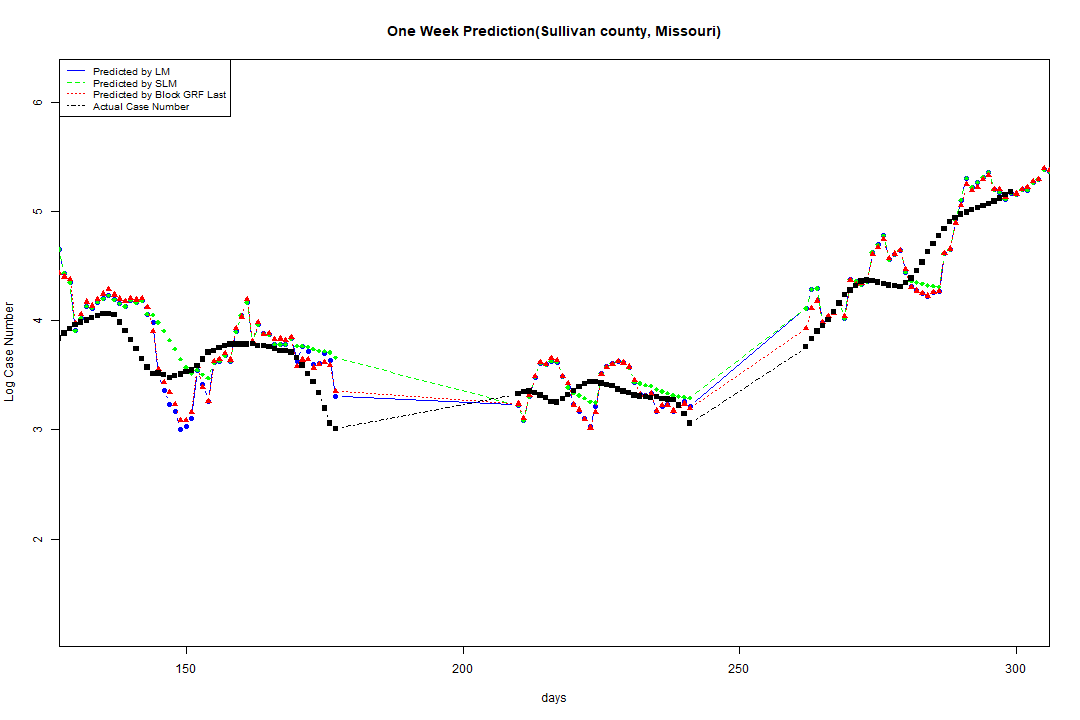 One Week Prediction(Sullivan county, Missouri)
Predicted by LM
Predicted by SLM
Predicted by Block GRF Last
Actual Case Number
6
5
4
3
2
Log Case Number
150
200
250
300
days